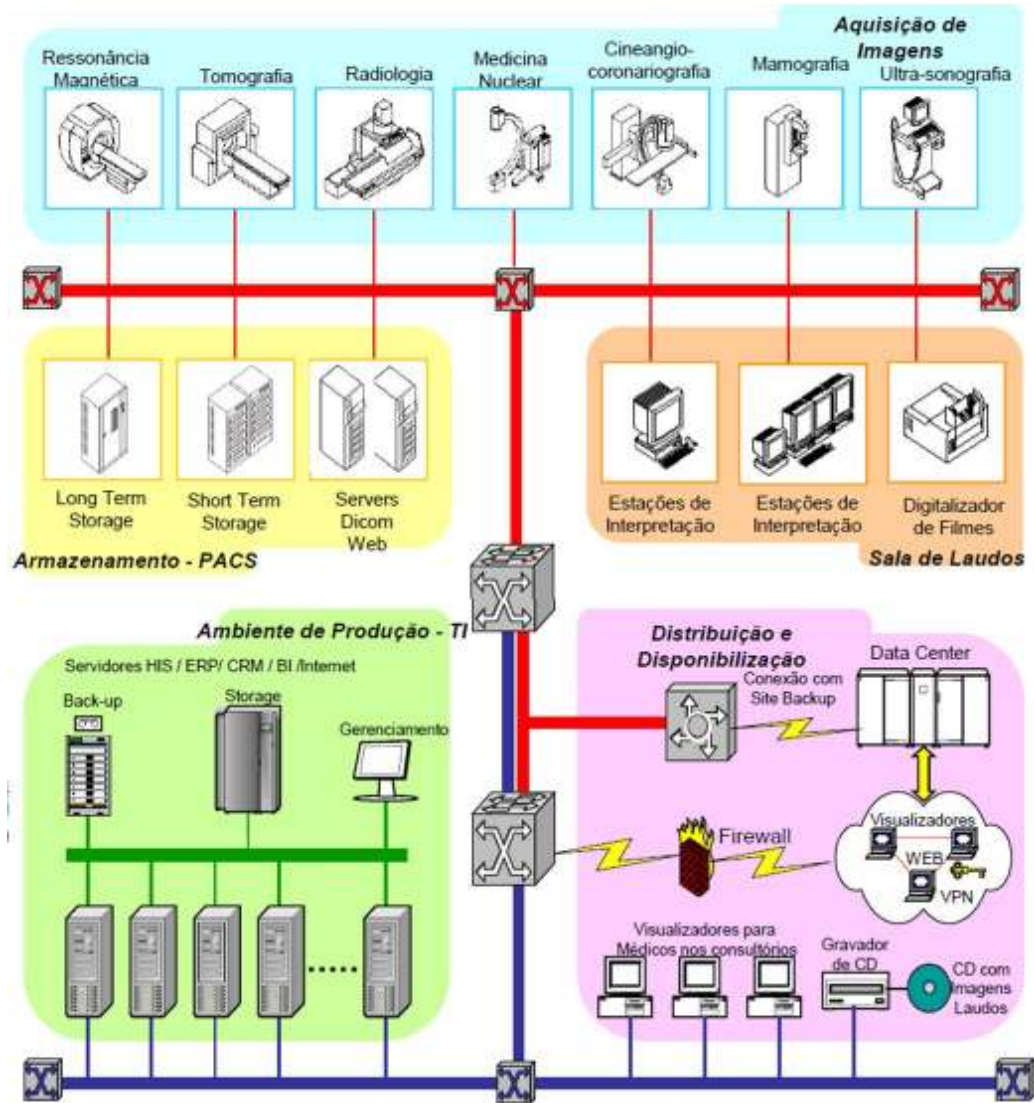 Aquisição de
Imagens
Ressonância
Magnética
Tomografia
Radiologia
Medicina
Nuclear
Cineangio-
coronariografia
Mamografia
Ultra-sonografia
Long Term
Storage
Short Term
Storage
Servers
Dicom
Web
Armazenamento - PACS
Estações de
Interpretação
Estações de
Interpretação
Digitalizador
de Filmes
Sala de Laudos
Ambiente de Produção - TI
Servidores HIS / ERP/ CRM / BI /Internet
Back-up
Storage
Gerenciamento
Distribuição e
Disponibilização
Conexão com
Site Backup
Data Center
Firewall
Visualizadores
WEB
VPN
Visualizadores para
Médicos nos consultórios
Gravador
de CD
CD com
Imagens
Laudos